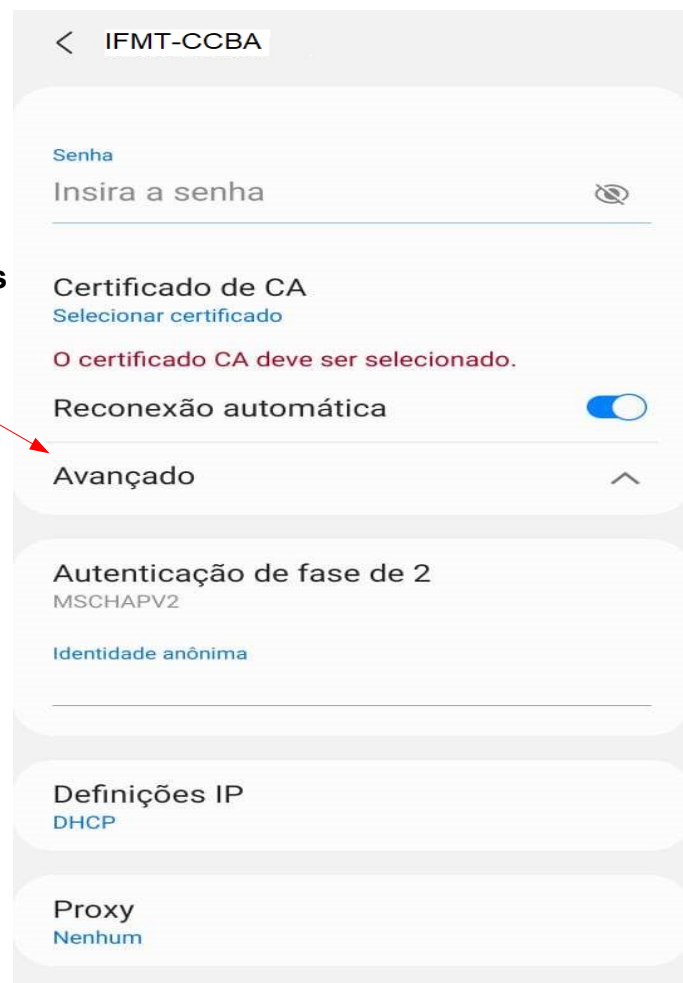 IFMT-CCBA
Senha
Insira a senha
s
Certificado de CA
Selecionar certificado
O certificado CA deve ser selecionado.
Reconexão automática
Avançado
Autenticação de fase de 2
MSCHAPV2
Identidade anônima
Definições IP
DHCP
Proxy
Nenhum